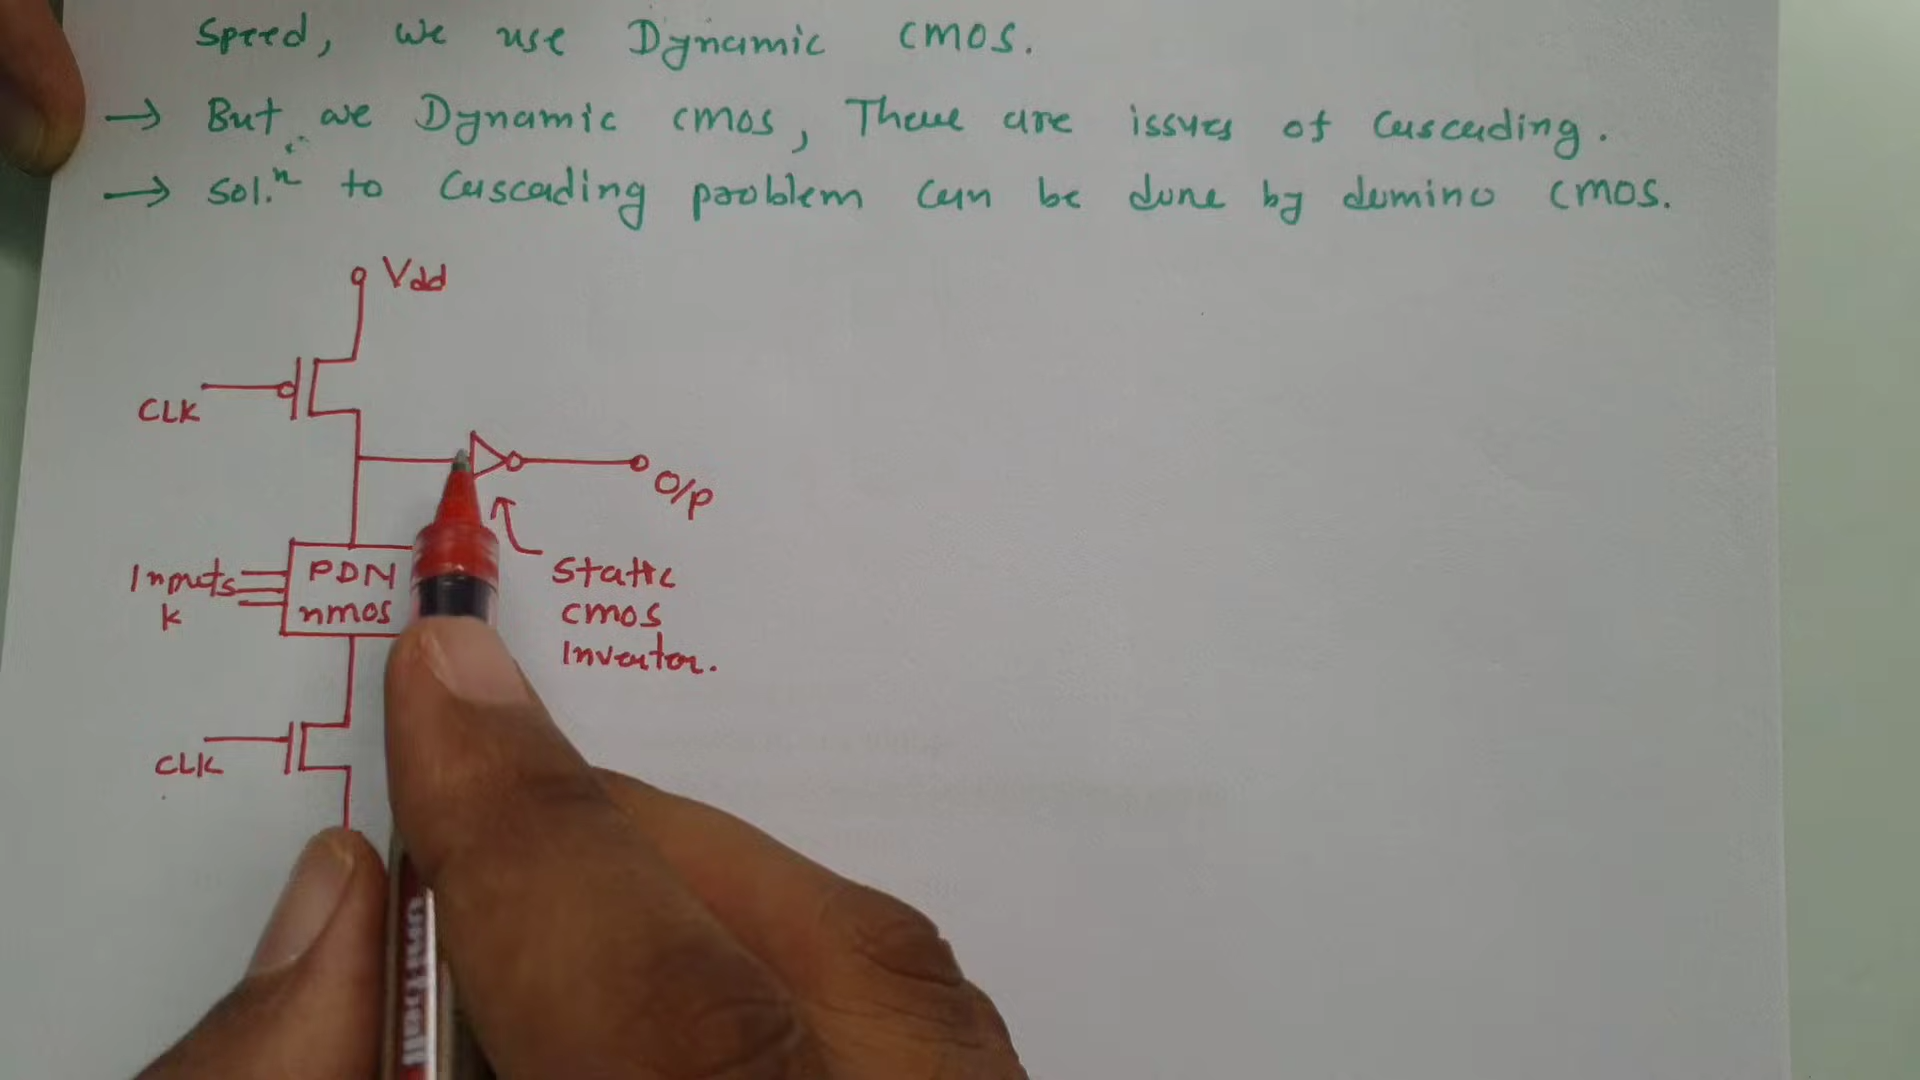 Speed, we use Dynamic CMOS.
→ But we Dynamic CMOS, There are issues of Cascading.
→ Sol.n to Cascading problem can be done by domino CMOS.
Vdd
CLK
O/P
Inputs
k
PDN
nmos
Static
CMOS
Invertor.
CLK